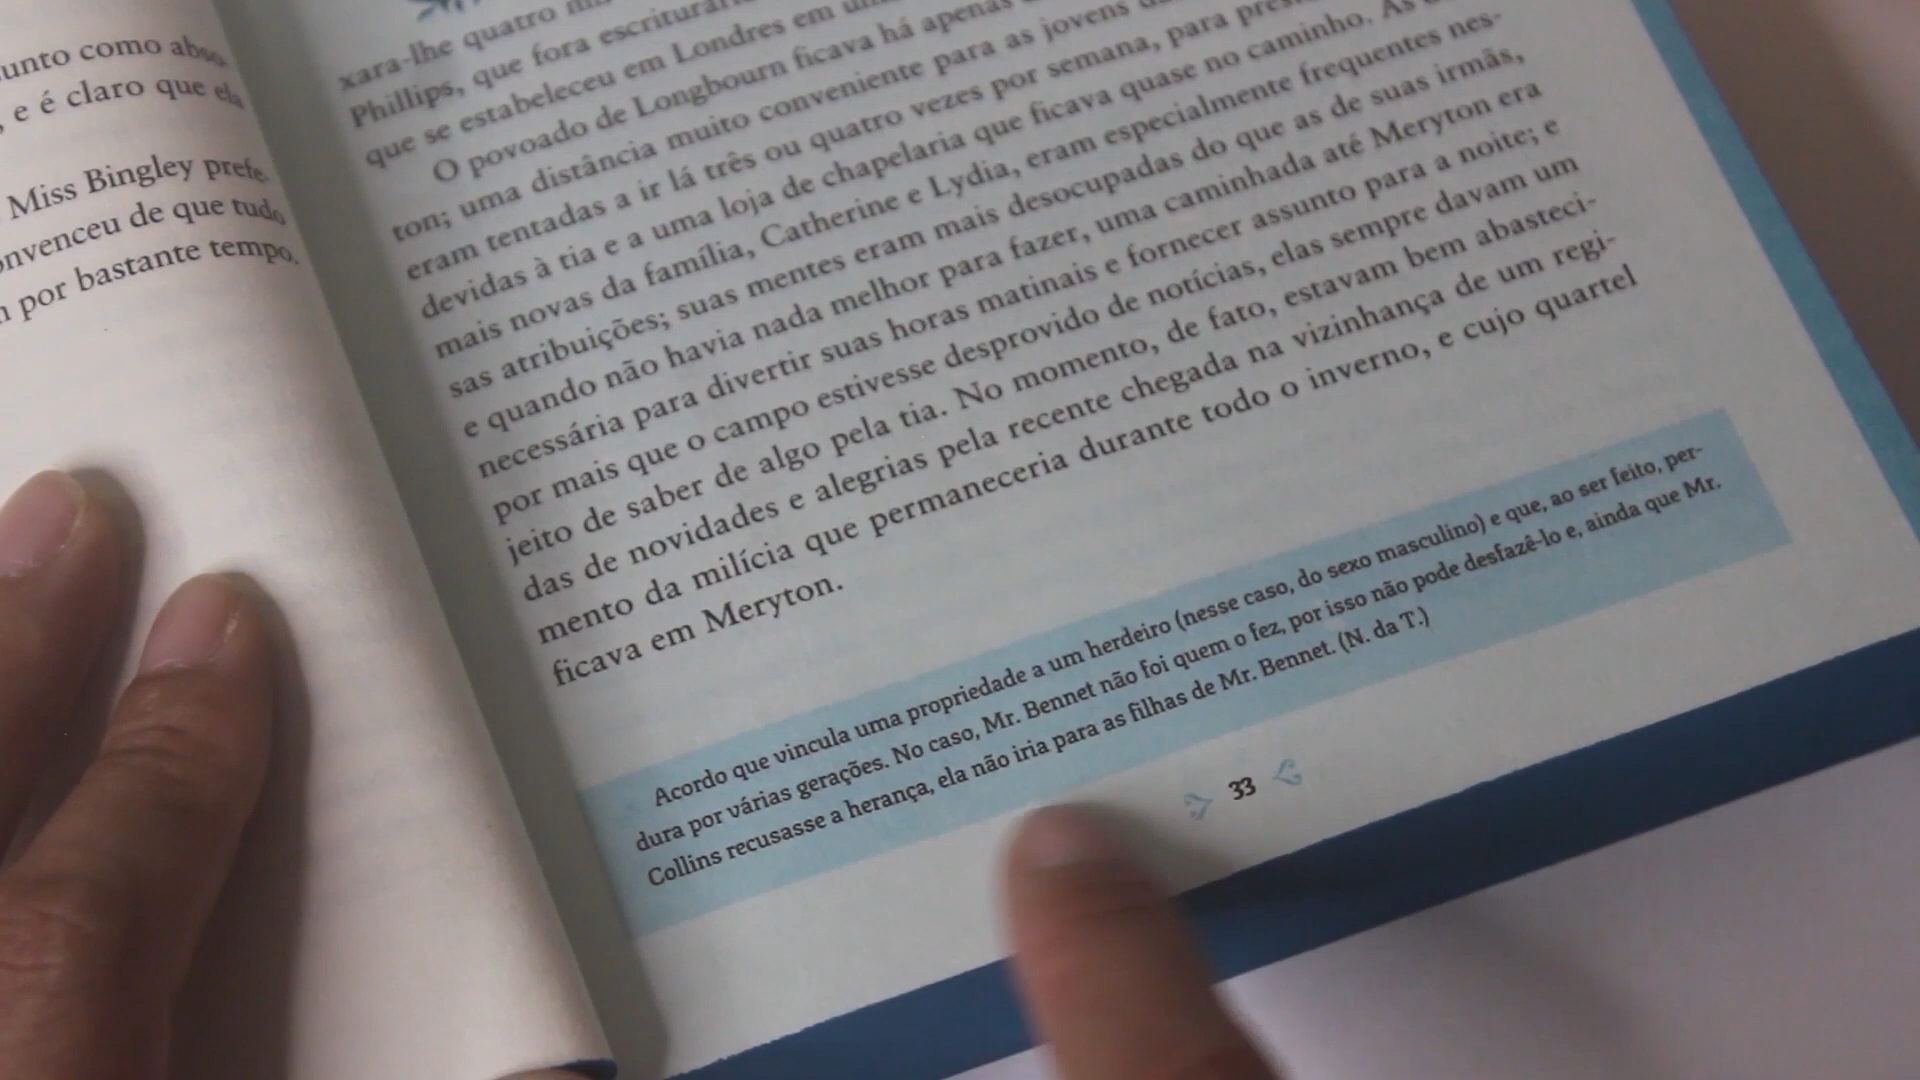 unto como
, e é claro que ela
Miss Bingley prefe-
onvenceu de que tudo
por bastante tempo.
xara-lhe quatro
Phillips, que fora
que se estabeleceu em Londres em
O povoado de Longbourn ficava há apenas
ton; uma distância muito conveniente para as jovens
eram tentadas a ir lá três ou quatro vezes por semana, para
devidas à tia e a uma loja de chapelaria que ficava quase no caminho. As
mais novas da família, Catherine e Lydia, eram especialmente frequentes nes-
sas atribuições; suas mentes eram mais desocupadas do que as de suas irmãs,
e quando não havia nada melhor para fazer, uma caminhada até Meryton era
necessária para divertir suas horas matinais e fornecer assunto para a noite; e
por mais que o campo estivesse desprovido de notícias, elas sempre davam um
jeito de saber de algo pela tia. No momento, de fato, estavam bem abasteci-
das de novidades e alegrias pela recente chegada na vizinhança de um regi-
mento da milícia que permaneceria durante todo o inverno, e cujo quartel
ficava em Meryton.
Acordo que vincula uma propriedade a um herdeiro (nesse caso, do sexo masculino) e que, ao ser feito, per-
dura por várias gerações. No caso, Mr. Bennet não foi quem o fez, por isso não pode desfazê-lo e, ainda que Mr.
Collins recusasse a herança, ela não iria para as filhas de Mr. Bennet. (N. da T.)
33